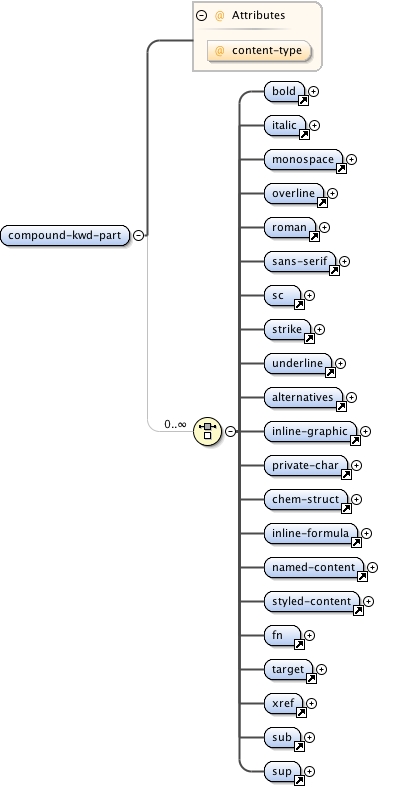 @ Attributes
@ content-type
bold
italic
monospace
overline
roman
compound-kwd-part
sans-serif
sc
strike
underline
alternatives
0..∞
inline-graphic
private-char
chem-struct
inline-formula
named-content
styled-content
fn
target
xref
sub
sup